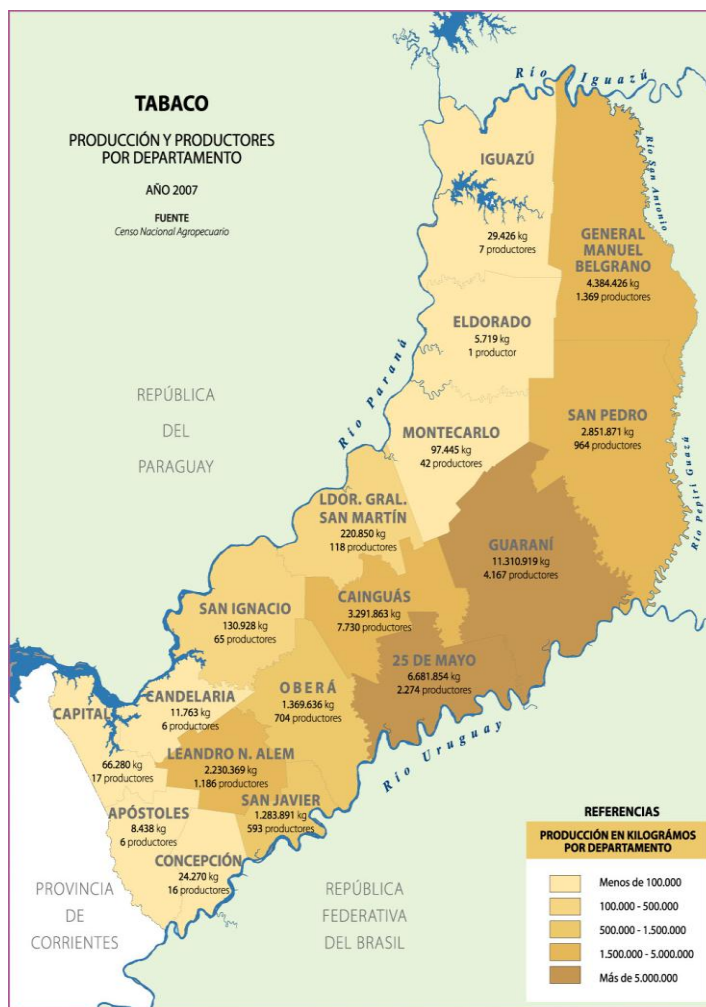 TABACO
PRODUCCIÓN Y PRODUCTORES
POR DEPARTAMENTO
AÑO 2007
FUENTE
Censo Nacional Agropecuario
Río Iguazú
IGUAZÚ
29.426 kg
7 productores
Río San Antonio
GENERAL
MANUEL
BELGRANO
4.384.426 kg
1.369 productores
ELDORADO
5.719 kg
1 productor
Río Paraná
REPÚBLICA
DEL
PARAGUAY
MONTECARLO
97.445 kg
42 productores
SAN PEDRO
2.851.871 kg
964 productores
Río Pepirí Guazú
LDOR. GRAL.
SAN MARTÍN
220.850 kg
118 productores
GUARANÍ
11.310.919 kg
4.167 productores
CAINGUÁS
3.291.863 kg
7.730 productores
SAN IGNACIO
130.928 kg
65 productores
25 DE MAYO
6.681.854 kg
2.274 productores
OBERÁ
1.369.636 kg
704 productores
CANDELARIA
11.763 kg
6 productores
CAPITAL
66.280 kg
17 productores
LEANDRO N. ALEM
2.230.369 kg
1.186 productores
Río Uruguay
SAN JAVIER
1.283.891 kg
593 productores
APÓSTOLES
8.438 kg
6 productores
CONCEPCIÓN
24.270 kg
16 productores
PROVINCIA
DE
CORRIENTES
REPÚBLICA
FEDERATIVA
DEL BRASIL
REFERENCIAS
PRODUCCIÓN EN KILOGRÁMOS
POR DEPARTAMENTO
Menos de 100.000
100.000 - 500.000
500.000 - 1.500.000
1.500.000 - 5.000.000
Más de 5.000.000